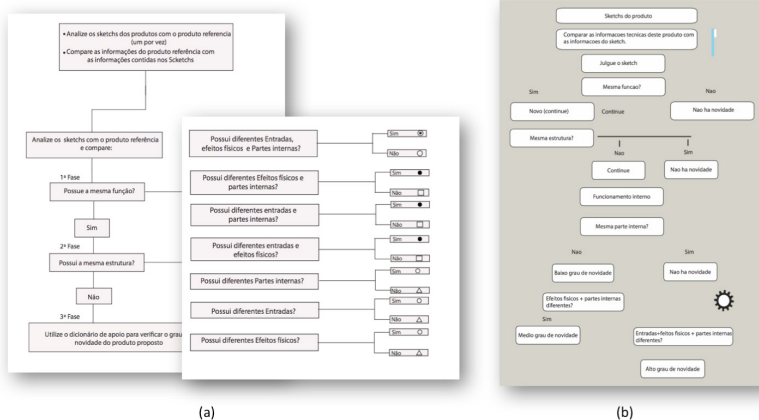 • Analize os sketchs dos produtos com o produto referencia
(um por vez)
• Compare as informações do produto referência com
as informações contidas nos Scketchs
Analize os sketchs com o produto referência
e compare:
1ª Fase
Possue a mesma função?
Sim
2ª Fase
Possui a mesma estrutura?
Não
3ª Fase
Utilize o dicionário de apoio para verificar o grau
novidade do produto proposto
Possui diferentes Entradas,
efeitos físicos e Partes internas?
Sim
Não
Possui diferentes Efeitos físicos e
partes internas?
Sim
Não
Possui diferentes entradas e
partes internas?
Sim
Não
Possui diferentes entradas e
efeitos físicos?
Sim
Não
Possui diferentes Partes internas?
Sim
Não
Possui diferentes Entradas?
Sim
Não
Possui diferentes Efeitos físicos?
Sim
Não
(a)
Sketchs do produto
Comparar as informacoes tecnicas deste produto com
as informacoes do sketch.
Julgue o sketch
Sim
Mesma funcao?
Nao
Novo (continue)
Continue
Nao ha novidade
Mesma estrutura?
Nao
Sim
Continue
Nao ha novidade
Funcionamento interno
Mesma parte interna?
Nao
Sim
Baixo grau de novidade
Nao ha novidade
Efeitos fisicos + partes internas
diferentes?
Sim
Medio grau de novidade
Entradas+feitos fisicos + partes internas
diferentes?
Alto grau de novidade
(b)